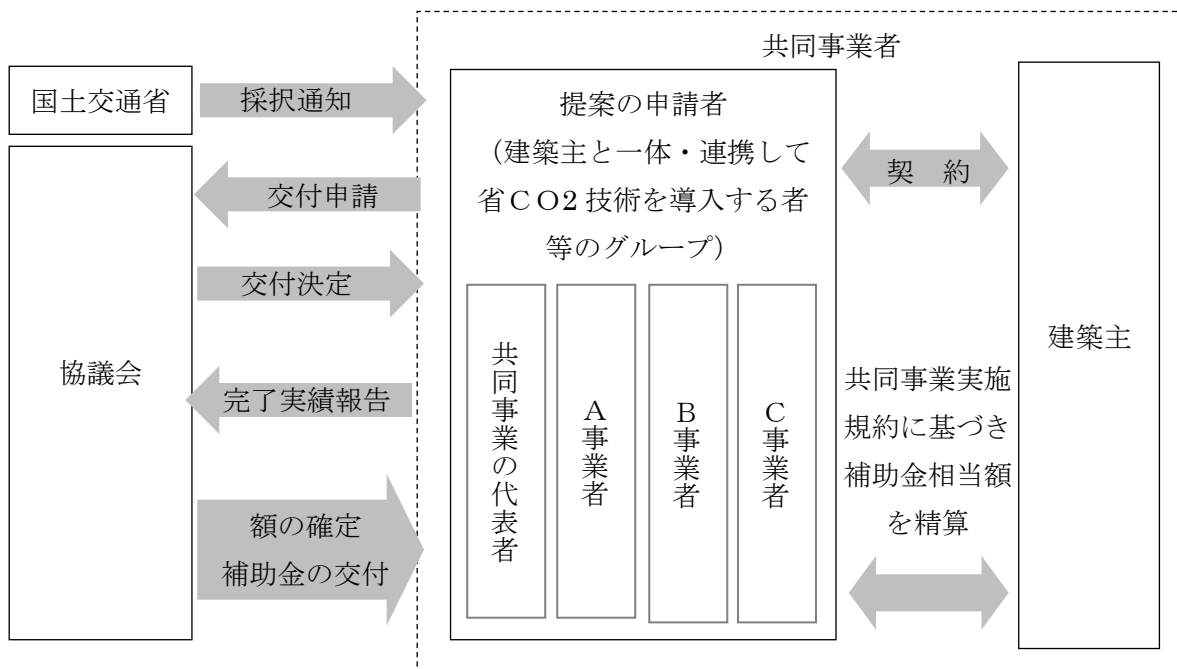 共同事業者
国土交通省
採択通知
協議会
交付申請
交付決定
完了実績報告
額の確定
補助金の交付
提案の申請者
（建築主と一体・連携して
省ＣＯ2 技術を導入する者
等のグループ）
共同事業の代表者
Ａ事業者
Ｂ事業者
Ｃ事業者
契　約
共同事業実施
規約に基づき
補助金相当額
を精算
建築主